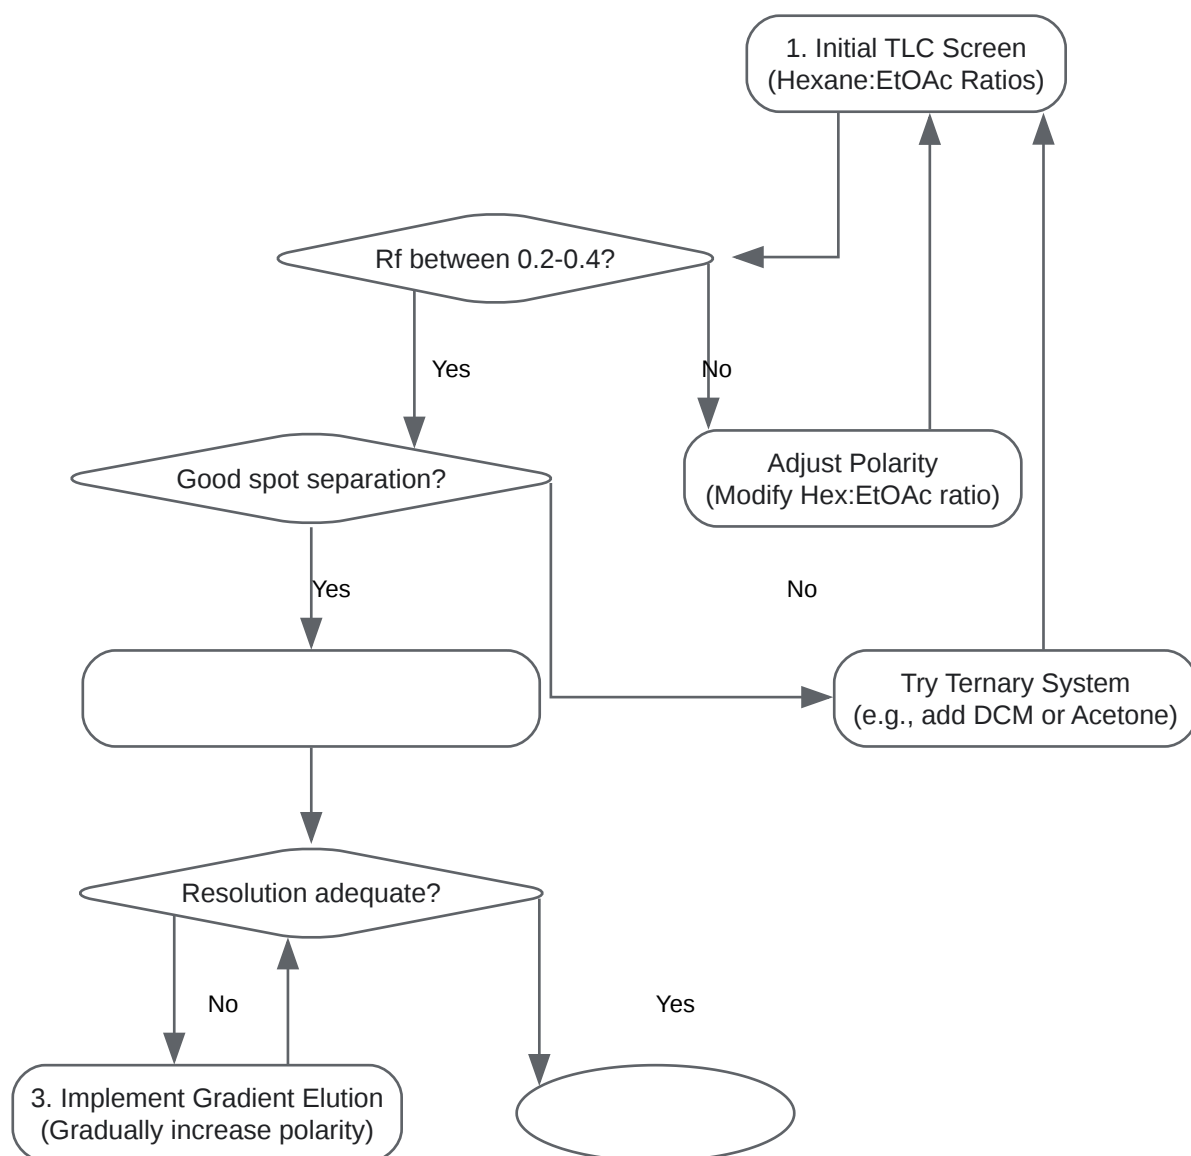 1. Initial TLC Screen
(Hexane:EtOAc Ratios)
Rf between 0.2-0.4?
Yes
No
Good spot separation?
Adjust Polarity
(Modify Hex:EtOAc ratio)
Yes
No
Try Ternary System
(e.g., add DCM or Acetone)
Resolution adequate?
No
Yes
3. Implement Gradient Elution
(Gradually increase polarity)